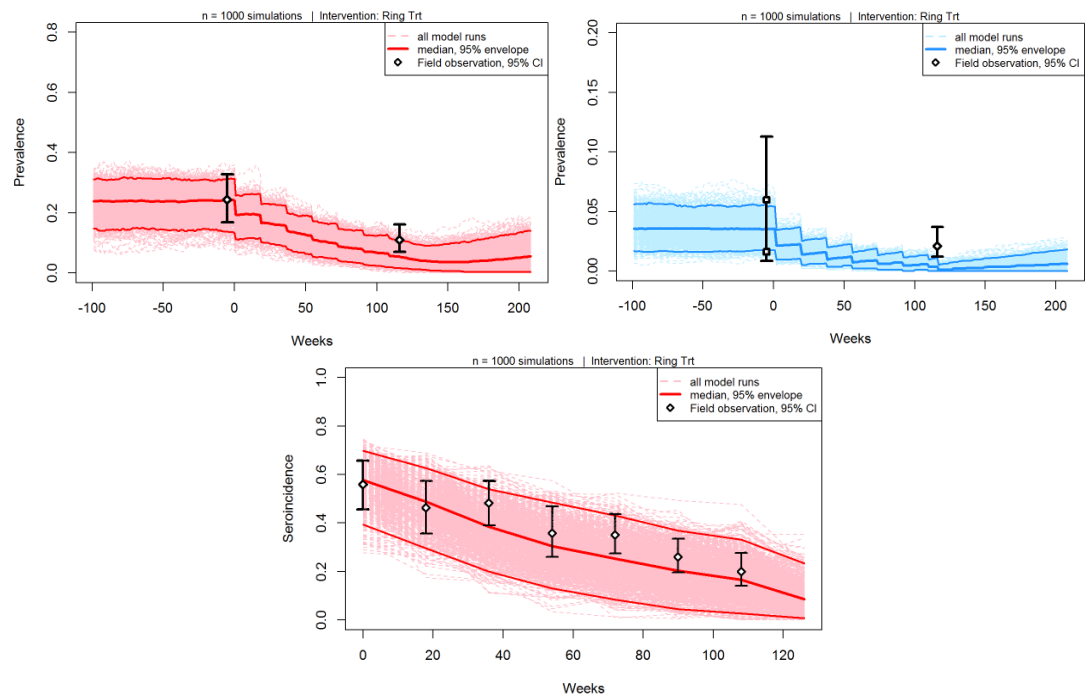 n = 1000 simulations | Intervention: Ring Trt
all model runs
median, 95% envelope
Field observation, 95% CI
Prevalence
0.8
0.6
0.4
0.2
0.0
-100 -50 0 50 100 150 200
Weeks
n = 1000 simulations | Intervention: Ring Trt
all model runs
median, 95% envelope
Field observation, 95% CI
Prevalence
0.20
0.15
0.10
0.05
0.00
-100 -50 0 50 100 150 200
Weeks
n = 1000 simulations | Intervention: Ring Trt
all model runs
median, 95% envelope
Field observation, 95% CI
Seroincidence
1.0
0.8
0.6
0.4
0.2
0.0
0 20 40 60 80 100 120
Weeks